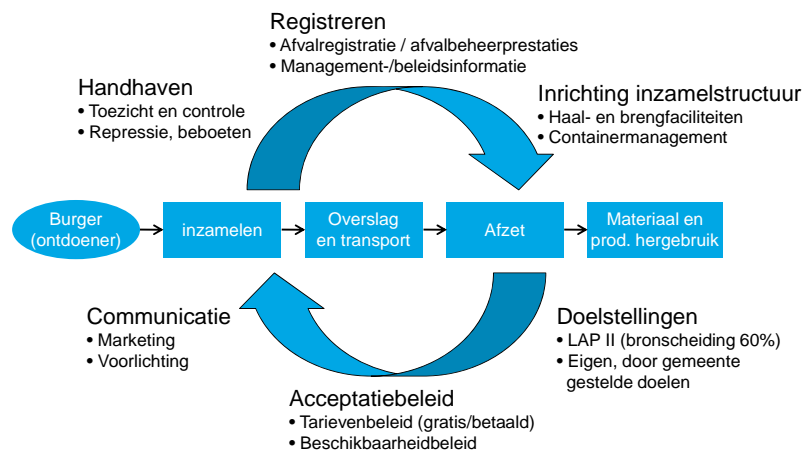 Registreren
• Afvalregistratie / afvalbeheerprestaties
• Management-/beleidsinformatie
Handhaven
• Toezicht en controle
• Repressie, beboeten
Inrichting inzamelstructuur
• Haal- en brengfaciliteiten
• Containermanagement
Burger
(ontdoener)
inzamelen
Overslag
en transport
Afzet
Materiaal en
prod. hergebruik
Communicatie
• Marketing
• Voorlichting
Doelstellingen
• LAP II (bronscheiding 60%)
• Eigen, door gemeente
gestelde doelen
Acceptatiebeleid
• Tarievenbeleid (gratis/betaald)
• Beschikbaarheidbeleid